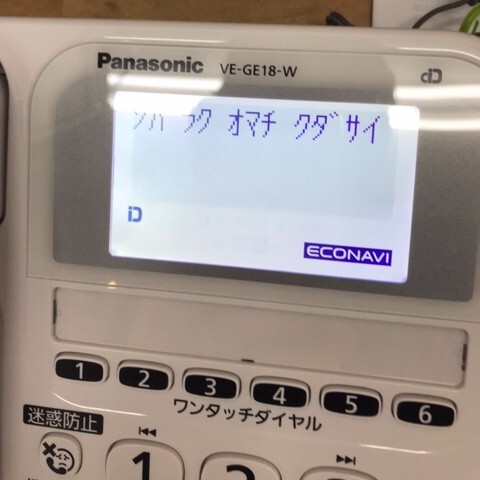 Panasonic VE-GE18-W
シバラク オマチ クダサイ
ECONAVI
1 2 3 4 5 6
ワンタッチダイヤル
迷惑防止
1